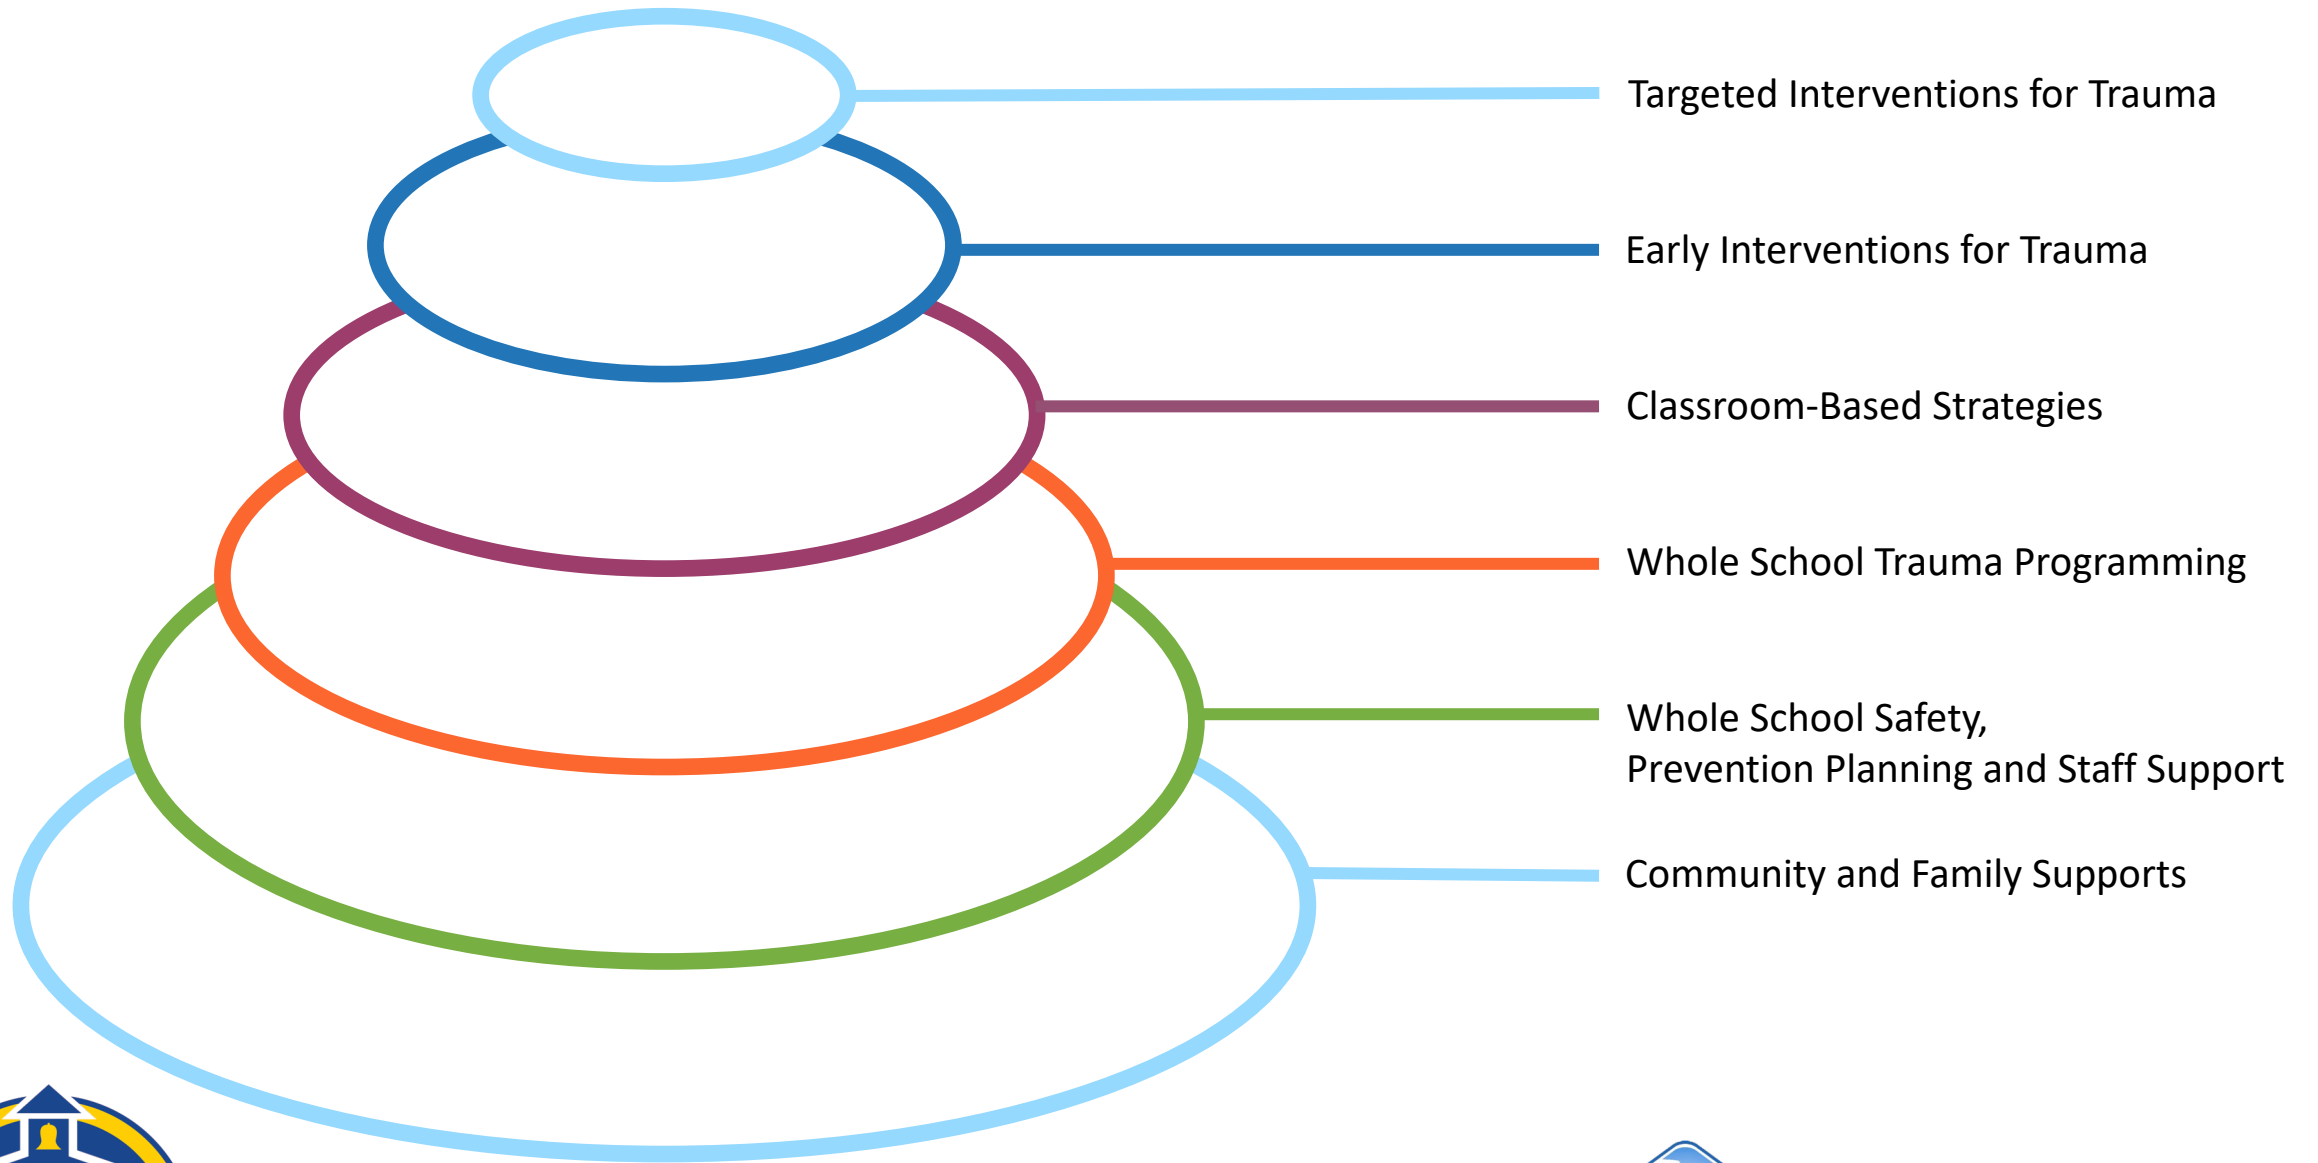 Targeted Interventions for Trauma
Early Interventions for Trauma
Classroom-Based Strategies
Whole School Trauma Programming
Whole School Safety,
Prevention Planning and Staff Support
Community and Family Supports